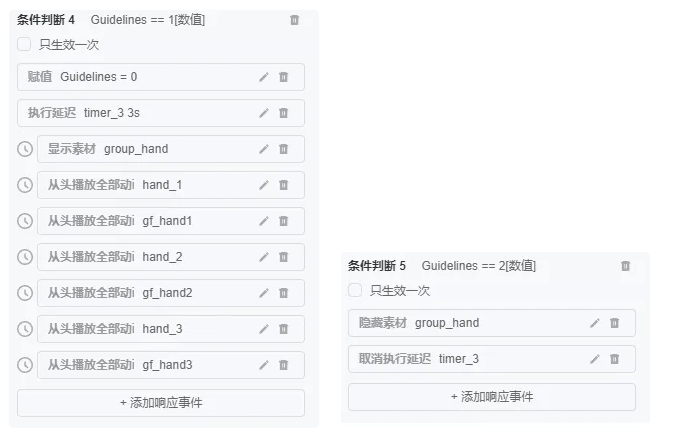 条件判断 4 Guidelines == 1[数值]
只生效一次
赋值 Guidelines = 0
执行延迟 timer_3 3s
显示素材 group_hand
从头播放全部动i hand_1
从头播放全部动i gf_hand1
从头播放全部动i hand_2
从头播放全部动i gf_hand2
从头播放全部动i hand_3
从头播放全部动i gf_hand3
+ 添加响应事件
条件判断 5 Guidelines == 2[数值]
只生效一次
隐藏素材 group_hand
取消执行延迟 timer_3
+ 添加响应事件